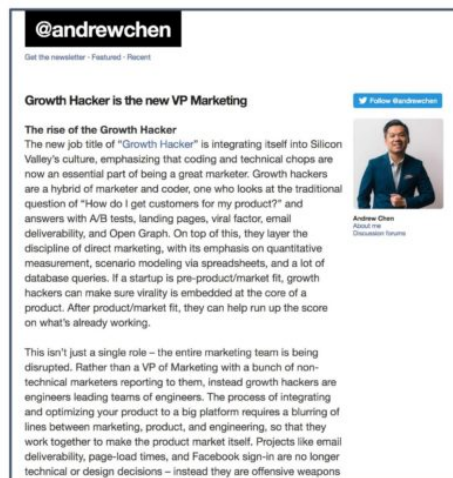 @andrewchen
Get the newsletter · Featured · Recent
Growth Hacker is the new VP Marketing
Follow @andrewchen
The rise of the Growth Hacker
The new job title of "Growth Hacker" is integrating itself into Silicon
Valley's culture, emphasizing that coding and technical chops are
now an essential part of being a great marketer. Growth hackers
are a hybrid of marketer and coder, one who looks at the traditional
question of "How do I get customers for my product?" and
answers with A/B tests, landing pages, viral factor, email
deliverability, and Open Graph. On top of this, they layer the
discipline of direct marketing, with its emphasis on quantitative
measurement, scenario modeling via spreadsheets, and a lot of
database queries. If a startup is pre-product/market fit, growth
hackers can make sure virality is embedded at the core of a
product. After product/market fit, they can help run up the score
on what's already working.
Andrew Chen
About me
Discussion forums
This isn't just a single role – the entire marketing team is being
disrupted. Rather than a VP of Marketing with a bunch of non-
technical marketers reporting to them, instead growth hackers are
engineers leading teams of engineers. The process of integrating
and optimizing your product to a big platform requires a blurring of
lines between marketing, product, and engineering, so that they
work together to make the product market itself. Projects like email
deliverability, page-load times, and Facebook sign-in are no longer
technical or design decisions – instead they are offensive weapons